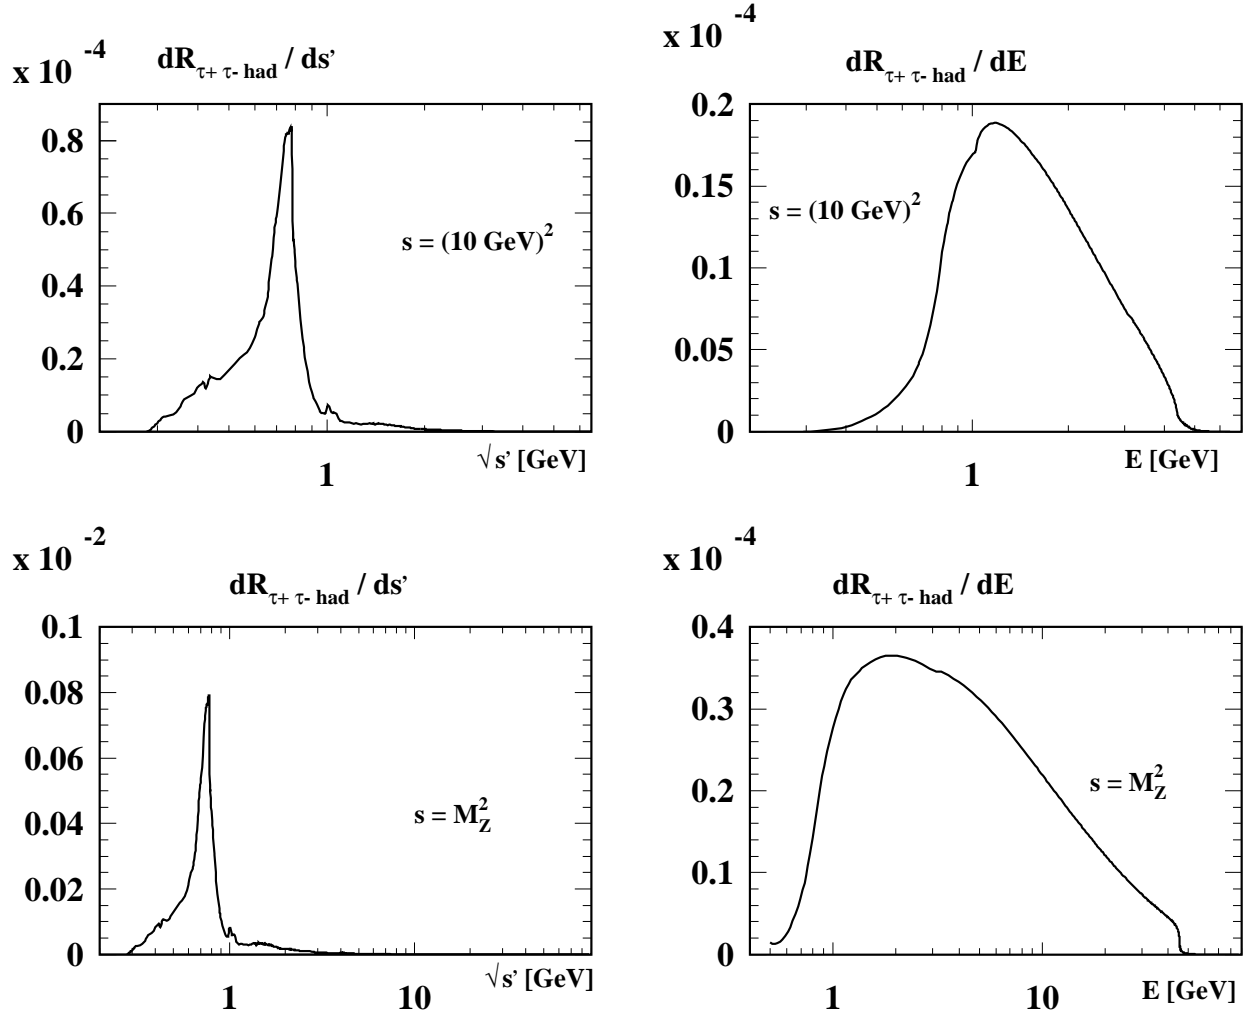 x 10 -4
dR τ+ τ- had / ds’
0.8
0.6
0.4
0.2
0
s = (10 GeV)2
√ s’ [GeV]
1
x 10 -4
dR τ+ τ- had / dE
0.2
0.15
0.1
0.05
0
s = (10 GeV)2
E [GeV]
1
x 10 -2
dR τ+ τ- had / ds’
0.1
0.08
0.06
0.04
0.02
0
s = M2Z
√ s’ [GeV]
1 10
x 10 -4
dR τ+ τ- had / dE
0.4
0.3
0.2
0.1
0
s = M2Z
E [GeV]
1 10